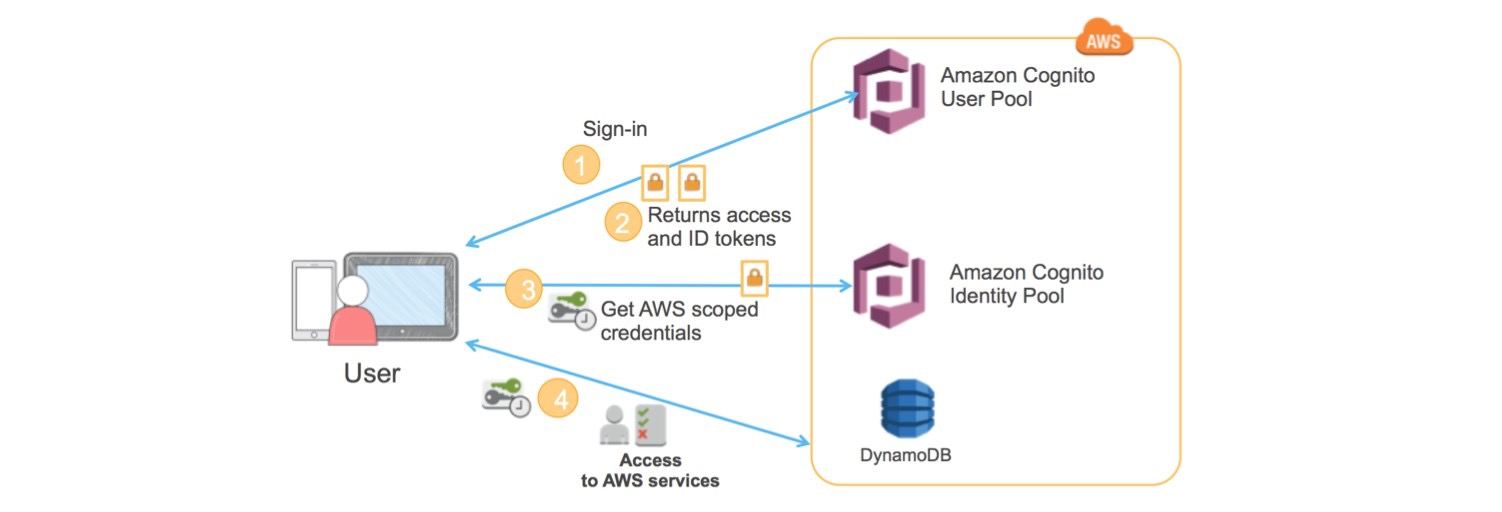 AWS
Amazon Cognito
User Pool
Sign-in
1
2
Returns access
and ID tokens
Amazon Cognito
Identity Pool
3
Get AWS scoped
credentials
User
4
DynamoDB
Access
to AWS services